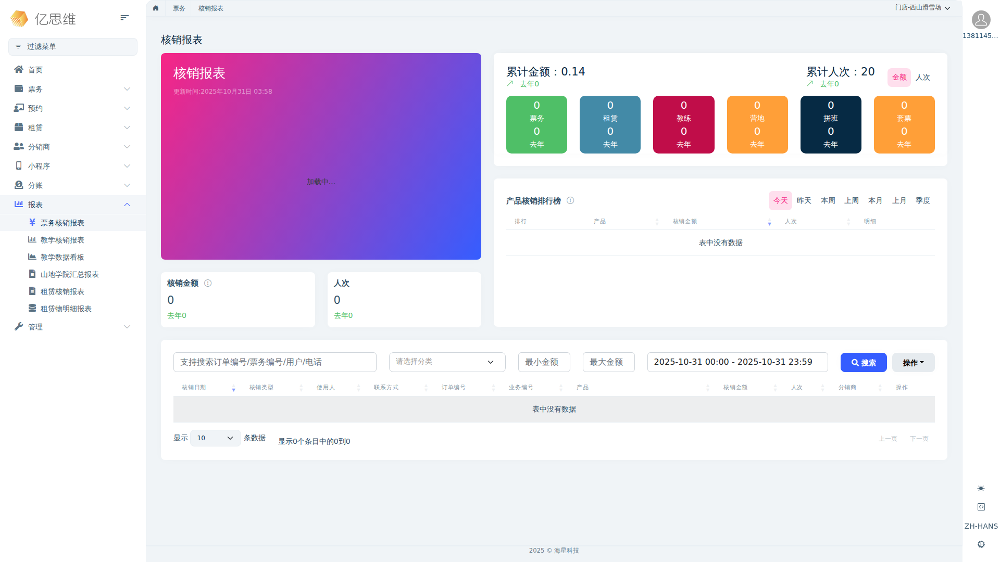 亿思维
过滤菜单
首页
票务
预约
租赁
分销商
小程序
分账
报表
票务核销报表
教学核销报表
教学数据看板
山地学院汇总报表
租赁核销报表
租赁物明细报表
管理
票务 核销报表
门店-西山滑雪场
1381145...
核销报表
核销报表
更新时间:2025年10月31日 03:58
加载中...
累计金额：0.14
去年0
累计人次：20
去年0
金额 人次
0 0 0 0 0 0
票务 租赁 教练 营地 拼班 套票
0 0 0 0 0 0
去年 去年 去年 去年 去年 去年
产品核销排行榜
今天 昨天 本周 上周 本月 上月 季度
排行 产品 核销金额 人次 明细
表中没有数据
核销金额
0
去年0
人次
0
去年0
支持搜索订单编号/票务编号/用户/电话 请选择分类 最小金额 最大金额 2025-10-31 00:00 - 2025-10-31 23:59 搜索 操作
核销日期 核销类型 使用人 联系方式 订单编号 业务编号 产品 核销金额 人次 分销商 操作
表中没有数据
显示 10 条数据 显示0个条目中的0到0
上一页 下一页
ZH-HANS
2025 © 海星科技